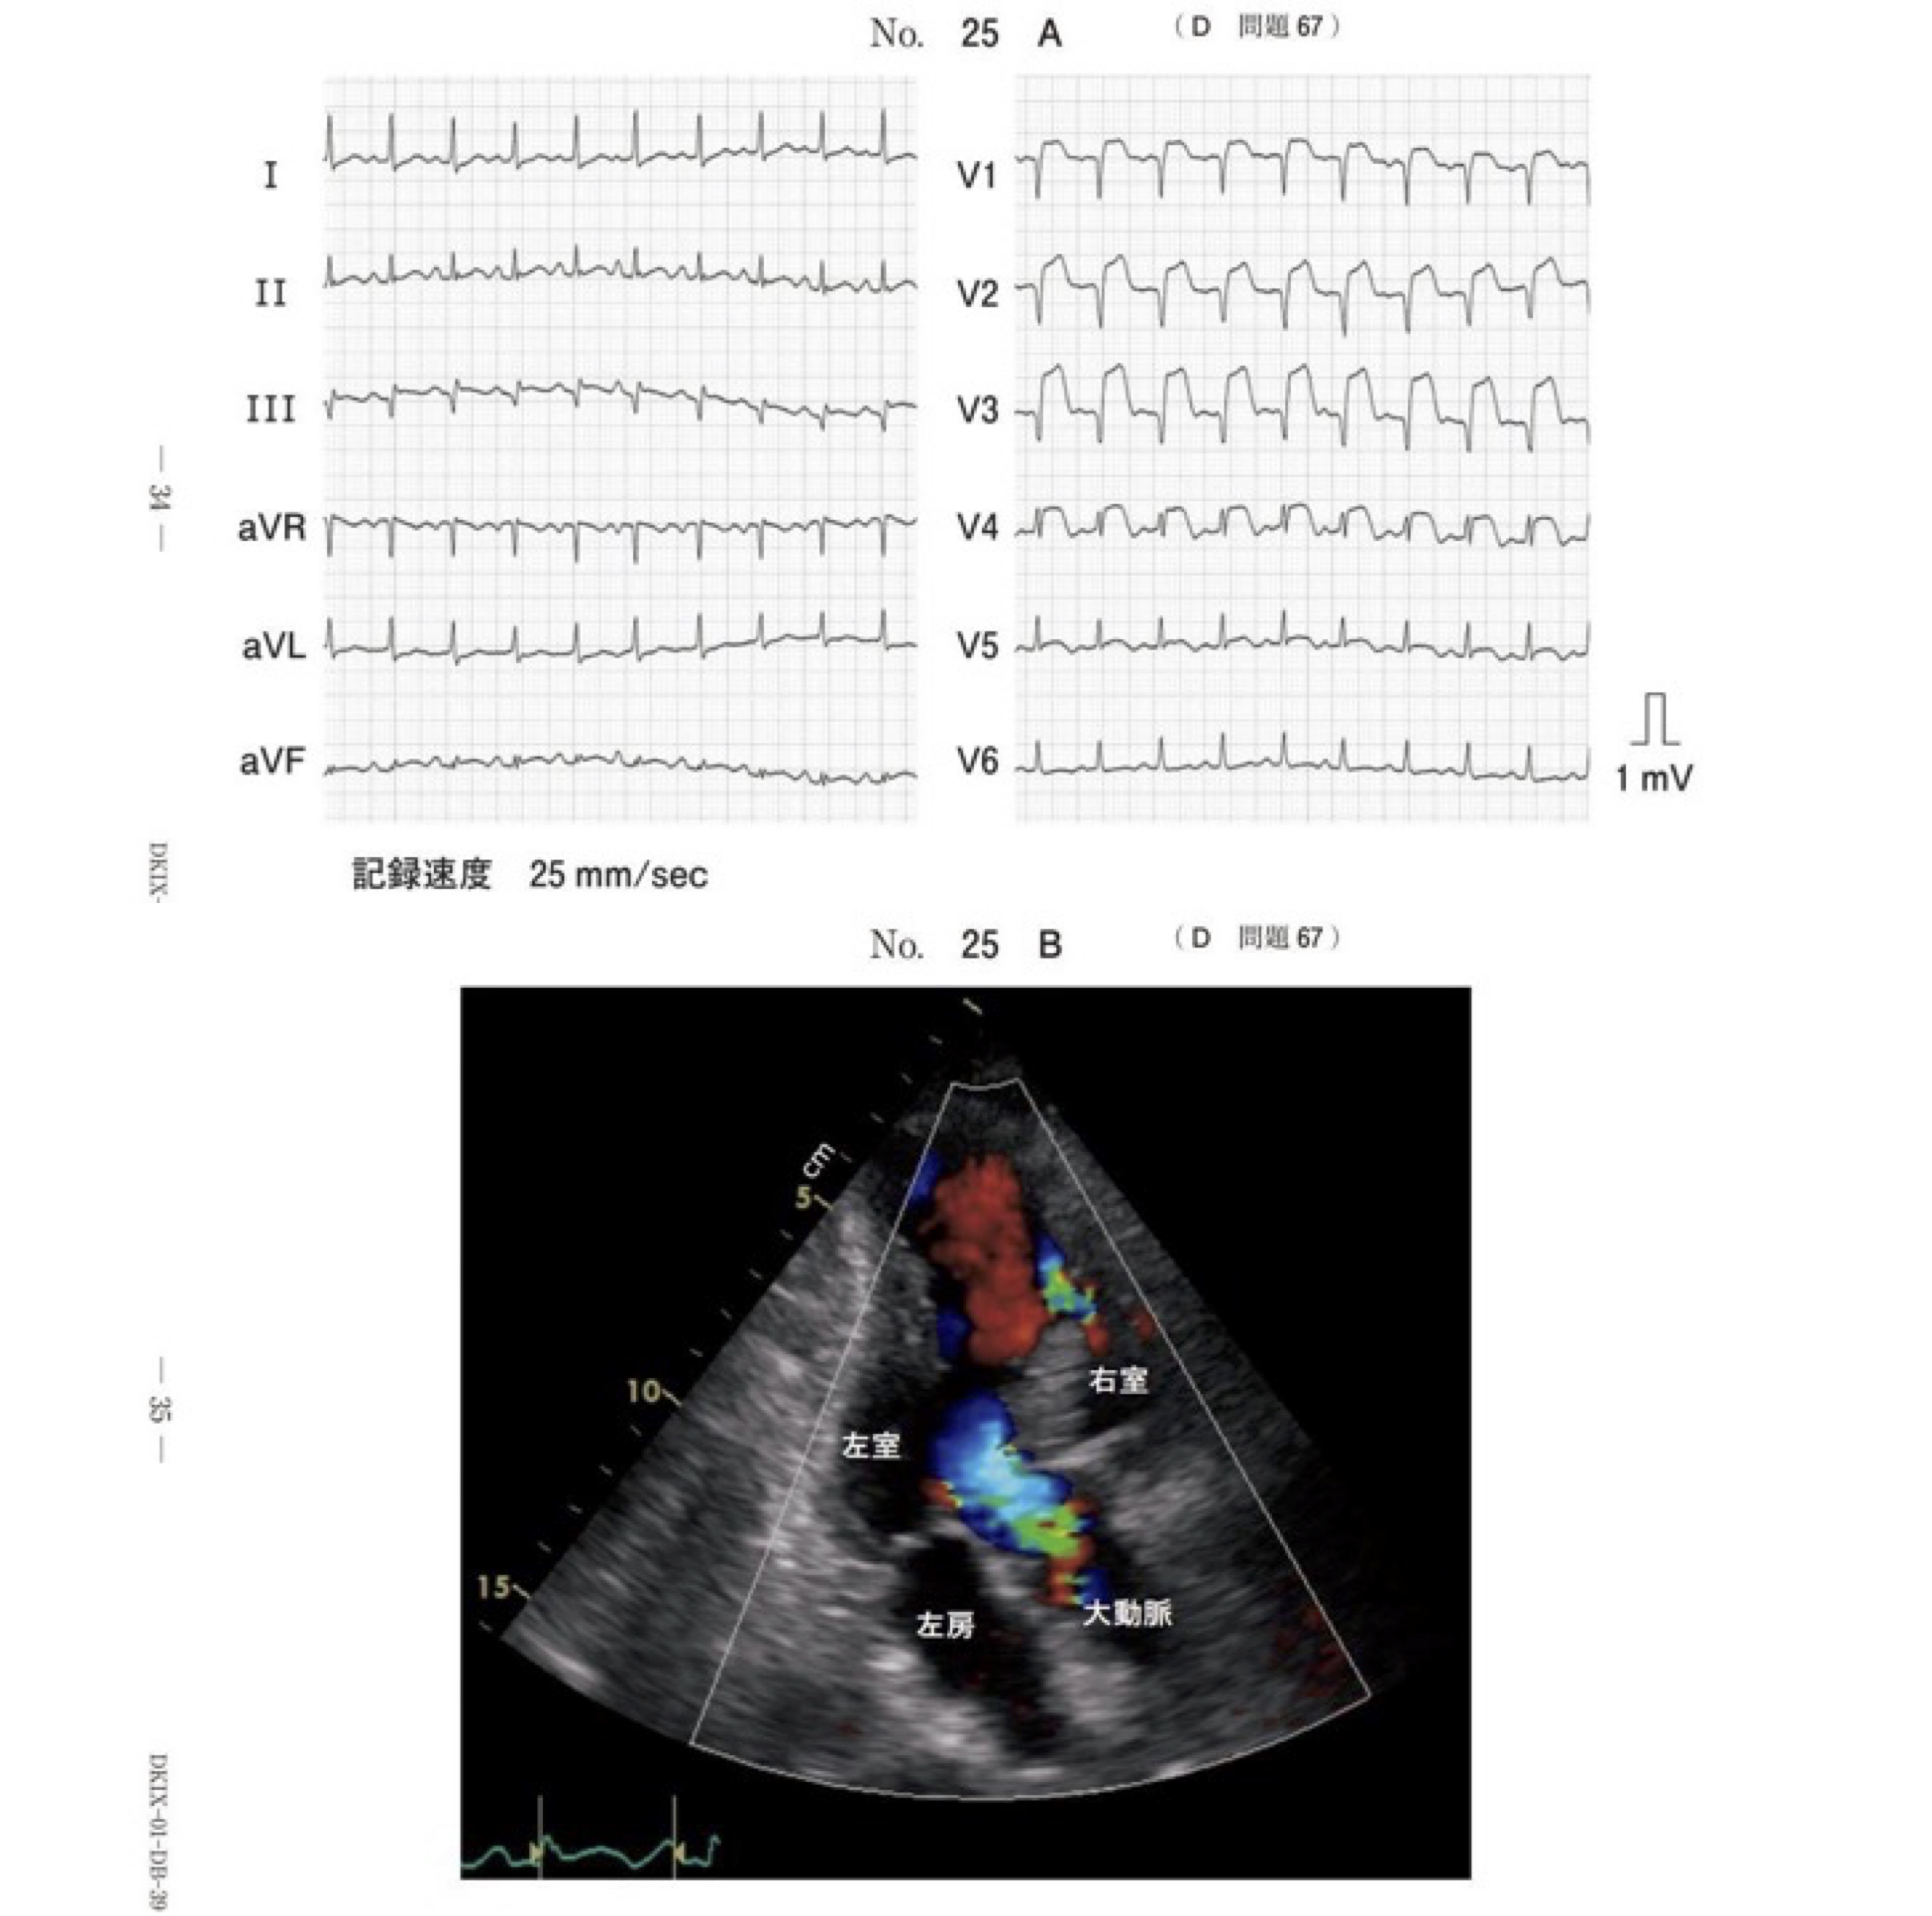 No. 25 A （D 問題 67）
I
II
III
aVR
aVL
aVF
V1
V2
V3
V4
V5
V6
1 mV
記録速度 25 mm/sec
— 34 —
DKIX-
No. 25 B （D 問題 67）
cm
5
10
15
右室
左室
左房
大動脈
— 35 —
DKIX-01-DB-39